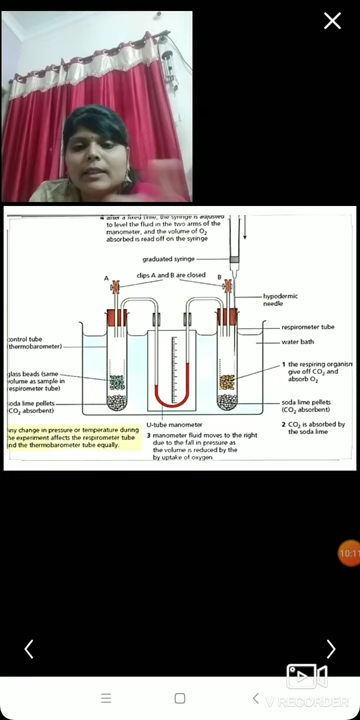 after a fixed time, the syringe is adjusted
to level the fluid in the two arms of the
manometer, and the volume of O2
absorbed is read off on the syringe
graduated syringe
clips A and B are closed
A
B
hypodermic
needle
respirometer tube
water bath
control tube
thermobarometer)
1 the respiring organism
give off CO2 and
absorb O2
glass beads (same
volume as sample in
respirometer tube)
soda lime pellets
(CO2 absorbent)
soda lime pellets
(CO2 absorbent)
U-tube manometer
2 CO2 is absorbed by
the soda lime
any change in pressure or temperature during
the experiment affects the respirometer tube
and the thermobarometer tube equally.
3 manometer fluid moves to the right
due to the fall in pressure as
the volume is reduced by the
by uptake of oxygen
10:11
V RECORDER